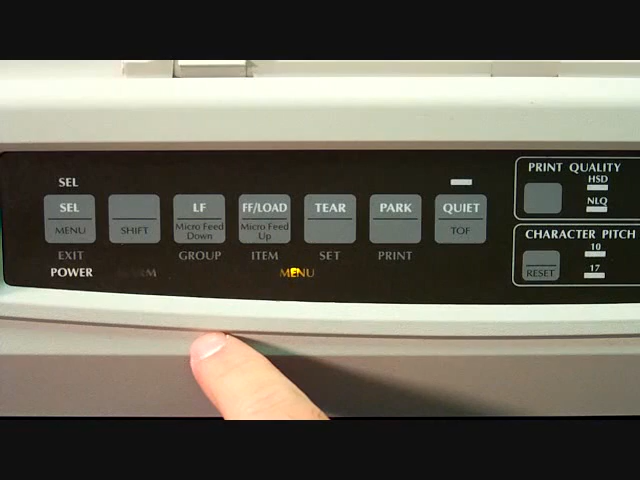 SEL
SEL
MENU
EXIT
POWER
SHIFT
ALARM
LF
Micro Feed
Down
GROUP
FF/LOAD
Micro Feed
Up
ITEM
TEAR
SET
MENU
PARK
PRINT
QUIET
TOF
PRINT QUALITY
HSD
NLQ
CHARACTER PITCH
10
17
RESET